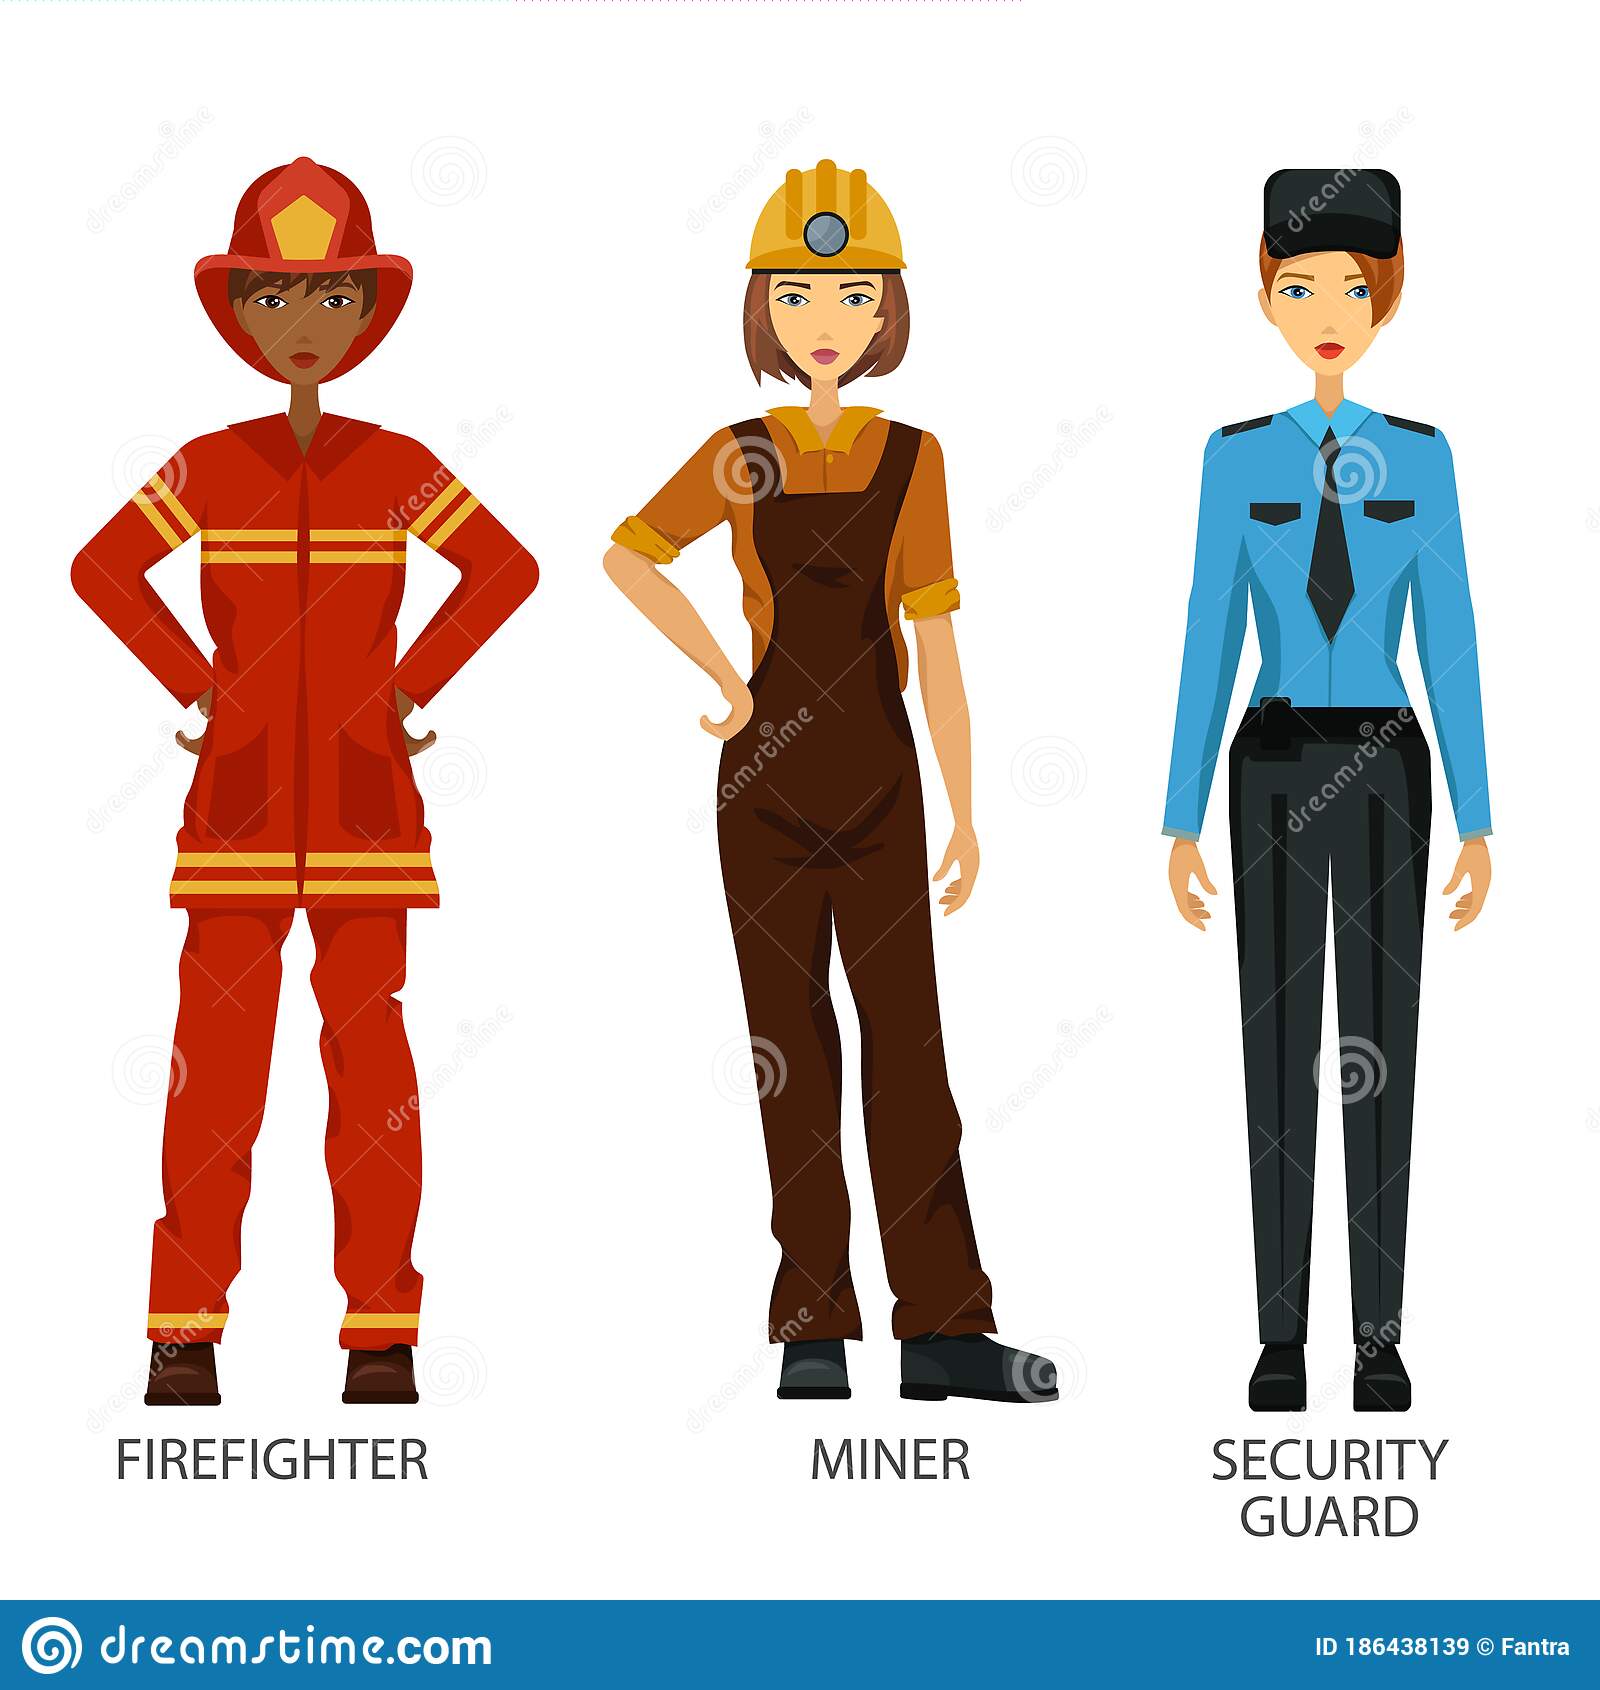 FIREFIGHTER
MINER
SECURITY
GUARD
dreamstime.com
ID 186438139 © Fantra